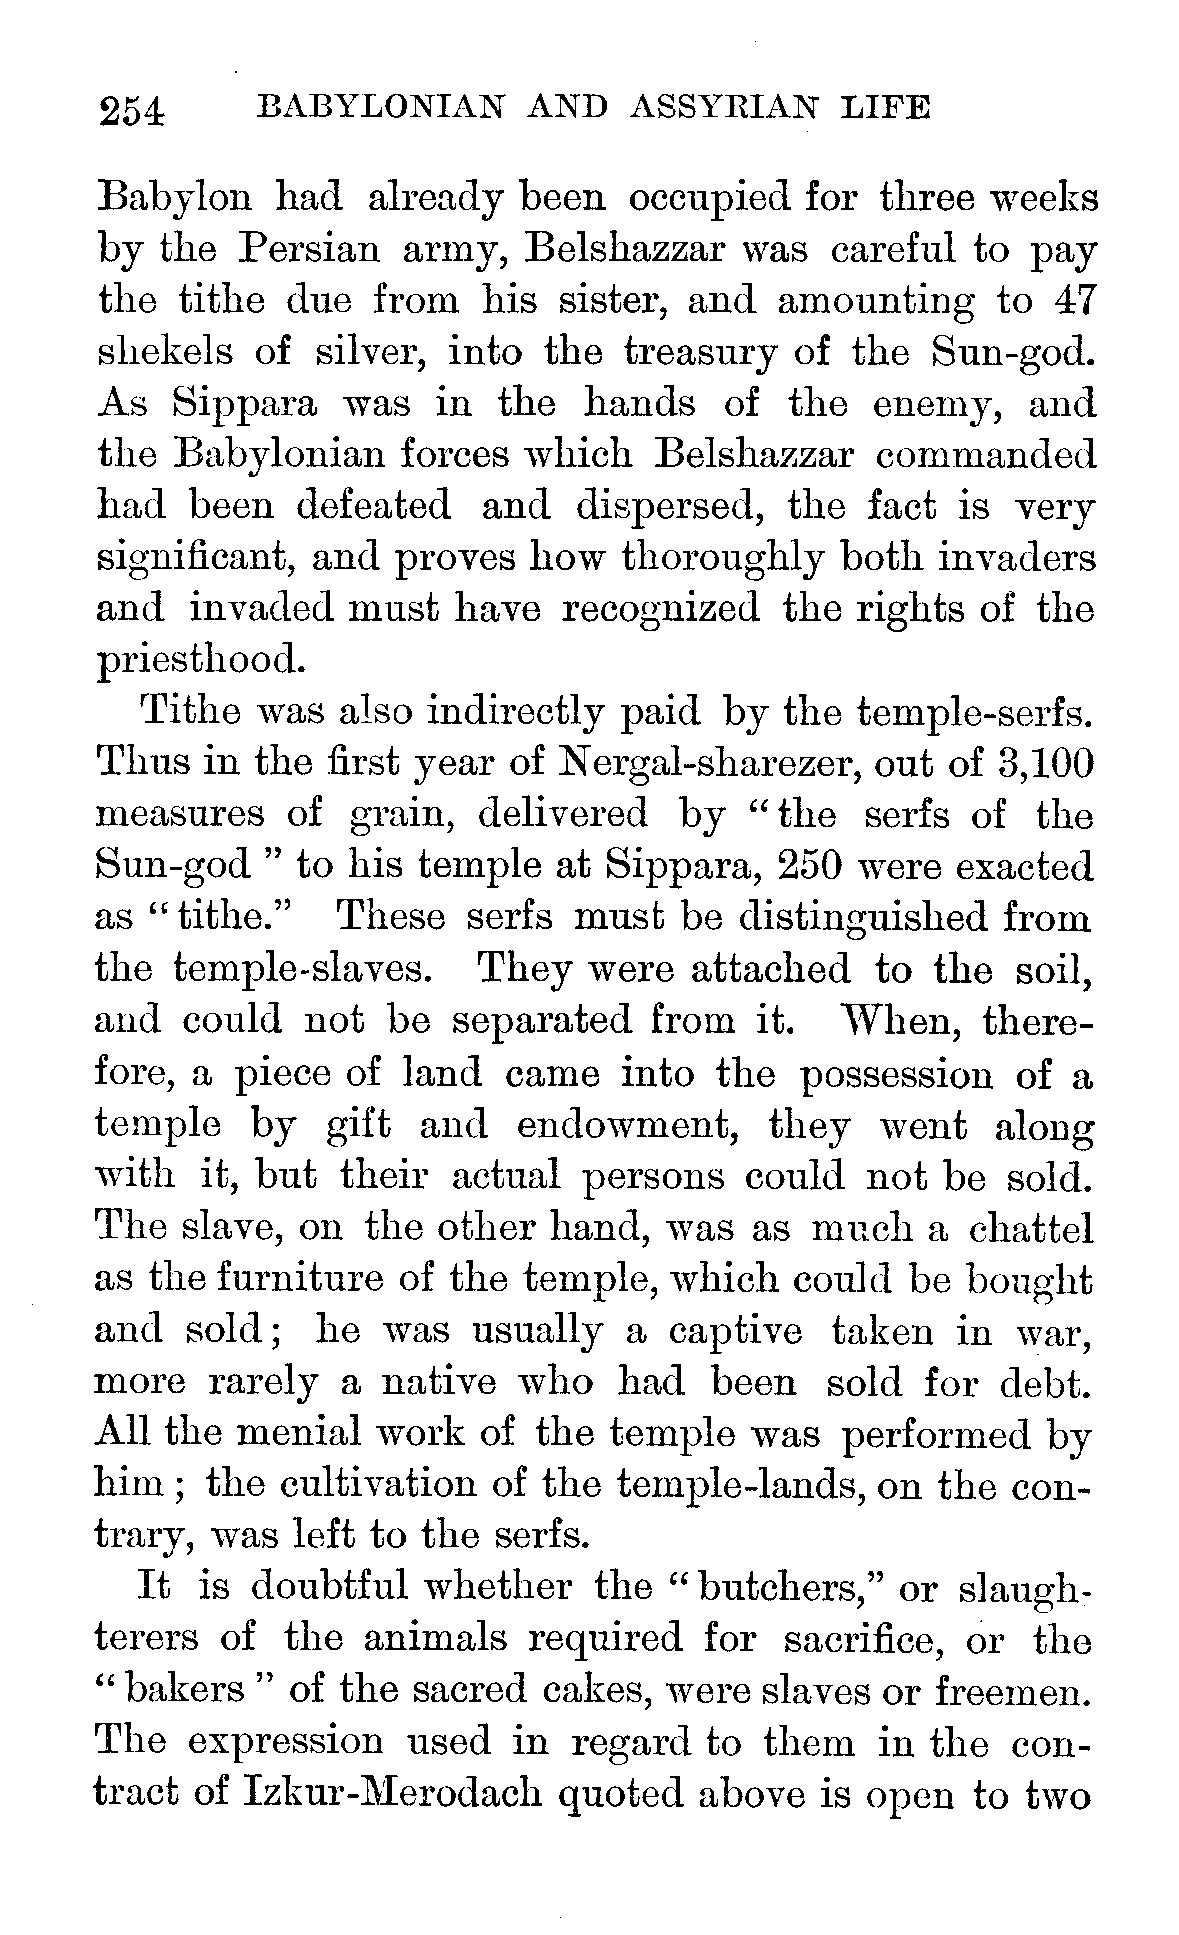 254 BABYLONIAN AND ASSYRIAN LIFE
Babylon had already been occupied for three weeks
by the Persian army, Belshazzar was careful to pay
the tithe due from his sister, and amounting to 47
shekels of silver, into the treasury of the Sun-god.
As Sippara was in the hands of the enemy, and
the Babylonian forces which Belshazzar commanded
had been defeated and dispersed, the fact is very
significant, and proves how thoroughly both invaders
and invaded must have recognized the rights of the
priesthood.
Tithe was also indirectly paid by the temple-serfs.
Thus in the first year of Nergal-sharezer, out of 3,100
measures of grain, delivered by “the serfs of the
Sun-god” to his temple at Sippara, 250 were exacted
as “tithe.” These serfs must be distinguished from
the temple-slaves. They were attached to the soil,
and could not be separated from it. When, there-
fore, a piece of land came into the possession of a
temple by gift and endowment, they went along
with it, but their actual persons could not be sold.
The slave, on the other hand, was as much a chattel
as the furniture of the temple, which could be bought
and sold; he was usually a captive taken in war,
more rarely a native who had been sold for debt.
All the menial work of the temple was performed by
him; the cultivation of the temple-lands, on the con-
trary, was left to the serfs.
It is doubtful whether the “butchers,” or slaugh-
terers of the animals required for sacrifice, or the
“bakers” of the sacred cakes, were slaves or freemen.
The expression used in regard to them in the con-
tract of Izkur-Merodach quoted above is open to two